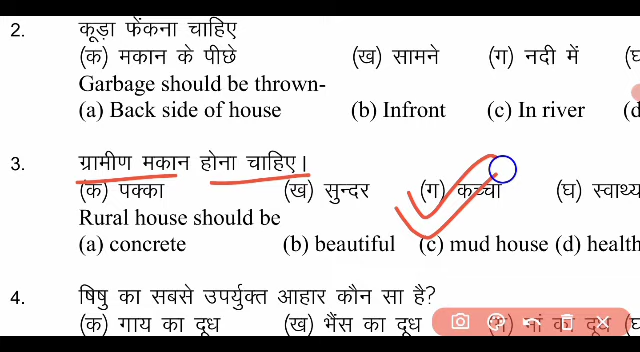 2. कूड़ा फेंकना चाहिए
(क) मकान के पीछे (ख) सामने (ग) नदी में
Garbage should be thrown-
(a) Back side of house (b) Infront (c) In river
3. ग्रामीण मकान होना चाहिए।
(क) पक्का (ख) सुन्दर (ग) कच्चा (घ)
Rural house should be
(a) concrete (b) beautiful (c) mud house (d)
4. षिषु का सबसे उपर्युक्त आहार कौन सा है?
(क) गाय का दूध (ख) भैंस का दूध (ग) मां का दूध